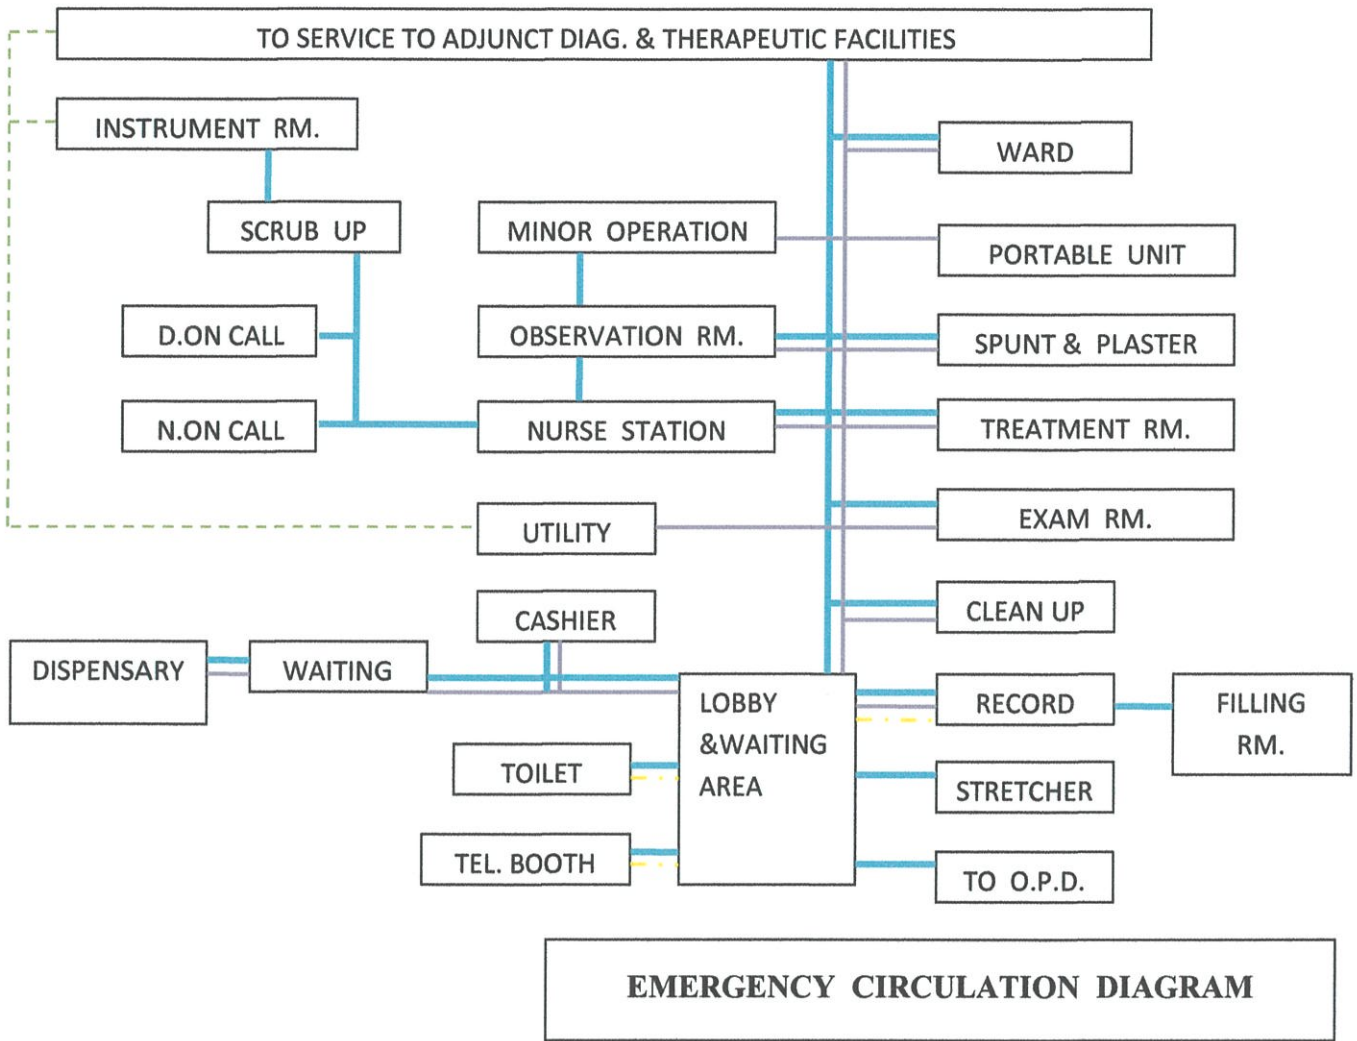 TO SERVICE TO ADJUNCT DIAG. & THERAPEUTIC FACILITIES
INSTRUMENT RM.
WARD
SCRUB UP
MINOR OPERATION
PORTABLE UNIT
D.ON CALL
OBSERVATION RM.
SPUNT & PLASTER
N.ON CALL
NURSE STATION
TREATMENT RM.
UTILITY
EXAM RM.
CASHIER
CLEAN UP
DISPENSARY
WAITING
LOBBY
&WAITING
AREA
RECORD
FILLING
RM.
TOILET
STRETCHER
TEL. BOOTH
TO O.P.D.
EMERGENCY CIRCULATION DIAGRAM